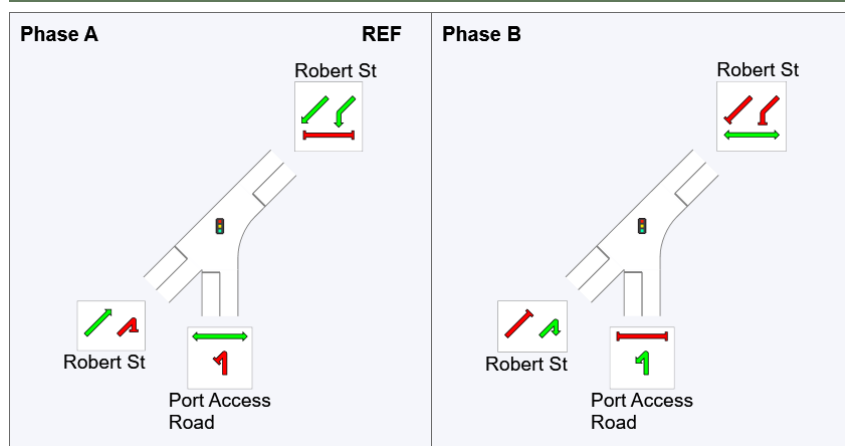 Phase A
REF
Robert St
Robert St
Port Access
Road
Phase B
Robert St
Robert St
Port Access
Road